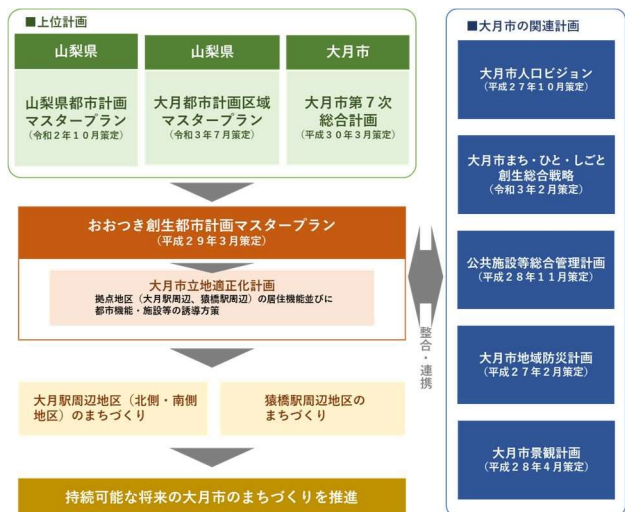 ■上位計画
山梨県
山梨県都市計画
マスタープラン
（令和2年10月策定）
山梨県
大月都市計画区域
マスタープラン
（令和3年7月策定）
大月市
大月市第7次
総合計画
（平成30年3月策定）
おおつき創生都市計画マスタープラン
（平成29年3月策定）
大月市立地適正化計画
拠点地区（大月駅周辺、猿橋駅周辺）の居住機能並びに
都市機能・施設等の誘導方策
大月駅周辺地区（北側・南側
地区）のまちづくり
猿橋駅周辺地区の
まちづくり
持続可能な将来の大月市のまちづくりを推進
整合・連携
■大月市の関連計画
大月市人口ビジョン
（平成27年10月策定）
大月市まち・ひと・しごと
創生総合戦略
（令和3年2月策定）
公共施設等総合管理計画
（平成28年11月策定）
大月市地域防災計画
（平成27年2月策定）
大月市景観計画
（平成28年4月策定）